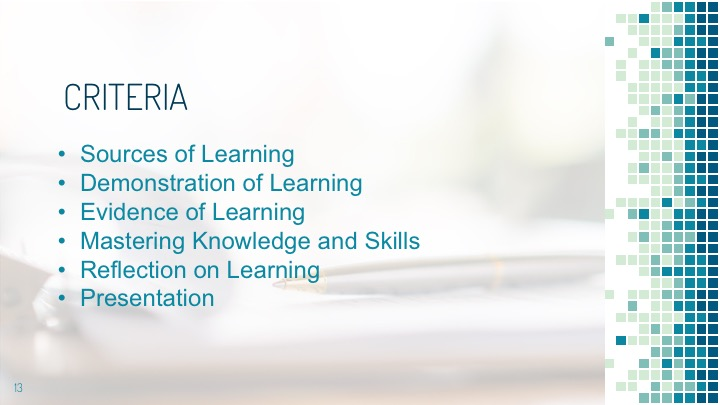 CRITERIA
• Sources of Learning
• Demonstration of Learning
• Evidence of Learning
• Mastering Knowledge and Skills
• Reflection on Learning
• Presentation
13